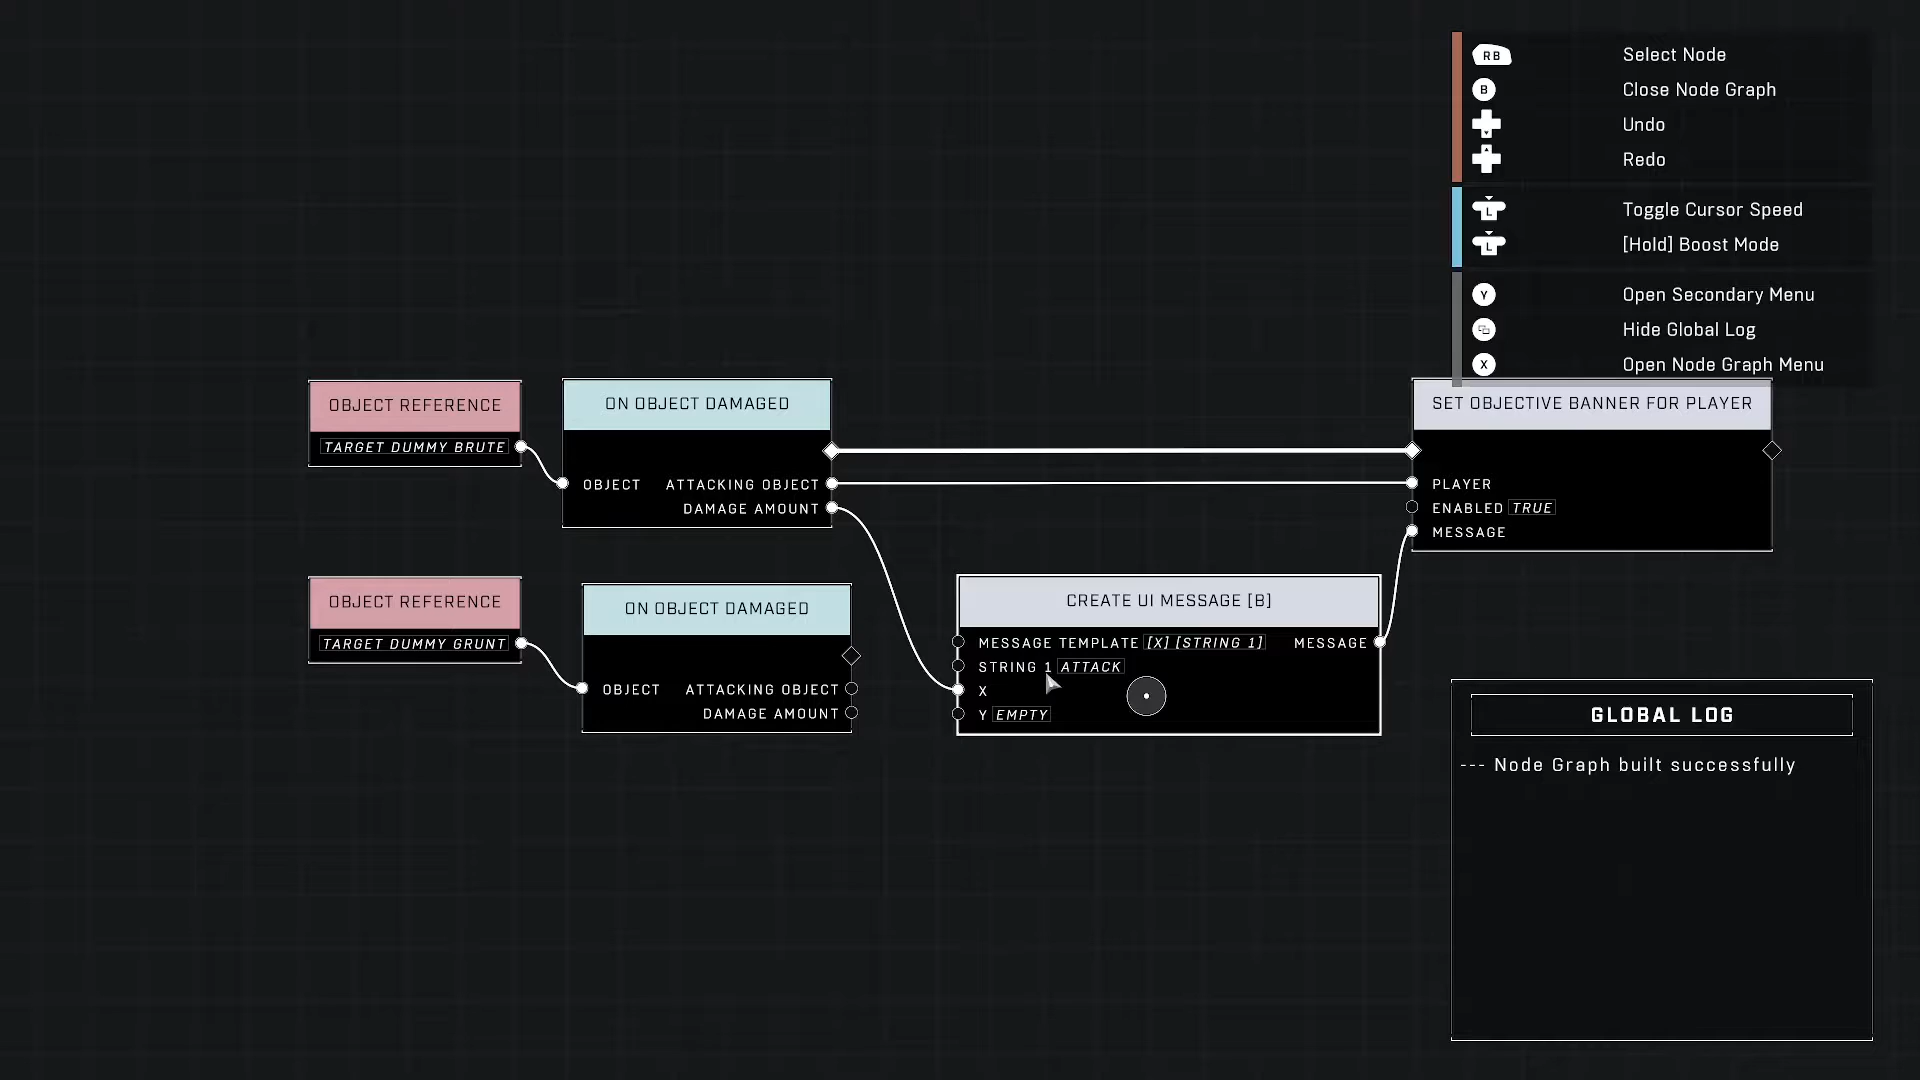 RB Select Node
B Close Node Graph
Undo
Redo
L Toggle Cursor Speed
L [Hold] Boost Mode
Y Open Secondary Menu
Hide Global Log
X Open Node Graph Menu
OBJECT REFERENCE
TARGET DUMMY BRUTE
ON OBJECT DAMAGED
OBJECT ATTACKING OBJECT
DAMAGE AMOUNT
SET OBJECTIVE BANNER FOR PLAYER
PLAYER
ENABLED TRUE
MESSAGE
OBJECT REFERENCE
TARGET DUMMY GRUNT
ON OBJECT DAMAGED
OBJECT ATTACKING OBJECT
DAMAGE AMOUNT
CREATE UI MESSAGE [B]
MESSAGE TEMPLATE [X] [STRING 1] MESSAGE
STRING 1 ATTACK
X
Y EMPTY
GLOBAL LOG
--- Node Graph built successfully